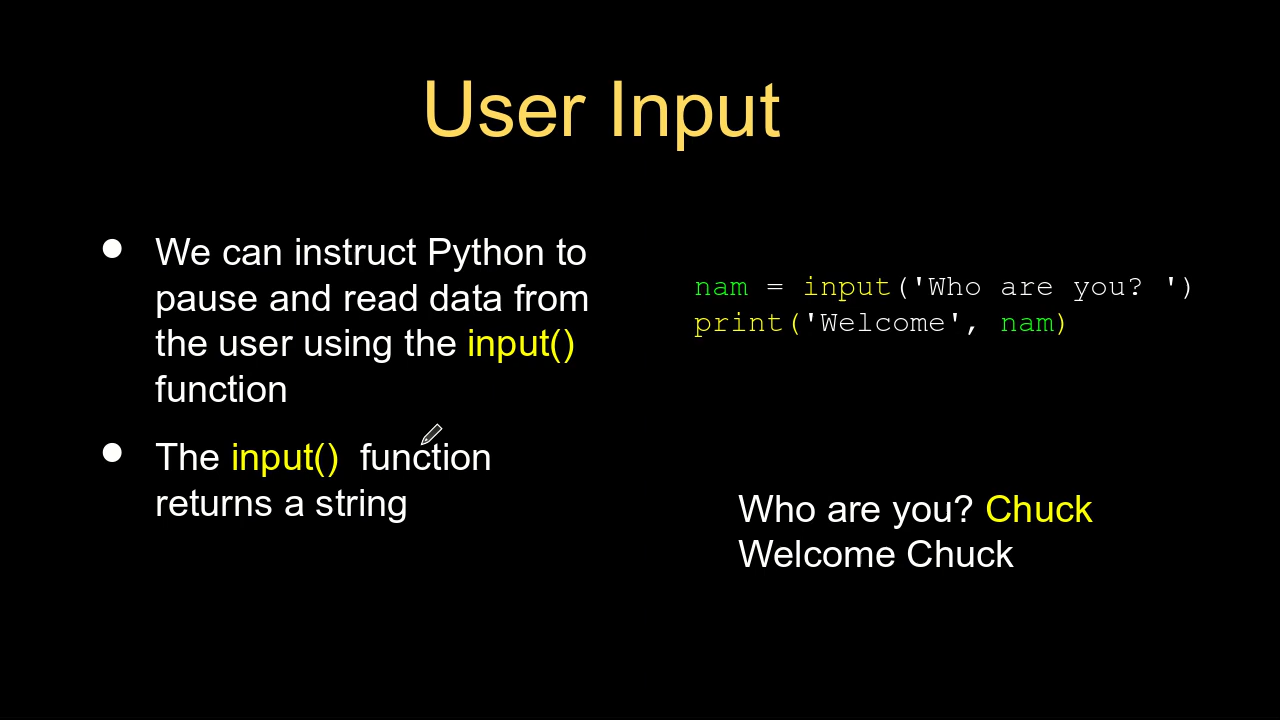 User Input
● We can instruct Python to
pause and read data from
the user using the input()
function
● The input()  function
returns a string
nam = input('Who are you? ')
print('Welcome', nam)
Who are you? Chuck
Welcome Chuck